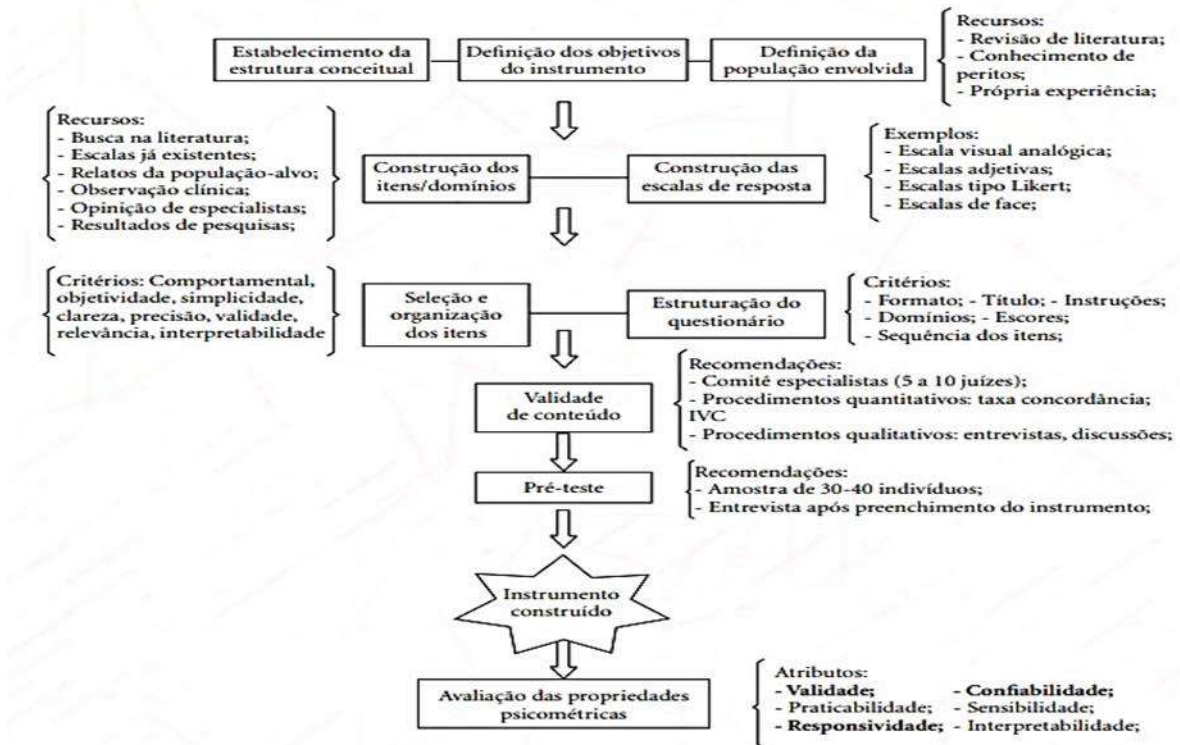 Estabelecimento da
estrutura conceitual
Definição dos objetivos
do instrumento
Definição da
população envolvida
Recursos:
- Revisão de literatura;
- Conhecimento de
peritos;
- Própria experiência;
Recursos:
- Busca na literatura;
- Escalas já existentes;
- Relatos da população-alvo;
- Observação clínica;
- Opinião de especialistas;
- Resultados de pesquisas;
Construção dos
itens/domínios
Construção das
escalas de resposta
Exemplos:
- Escala visual analógica;
- Escalas adjetivas;
- Escalas tipo Likert;
- Escalas de face;
Critérios: Comportamental,
objetividade, simplicidade,
clareza, precisão, validade,
relevância, interpretabilidade
Seleção e
organização
dos itens
Estruturação do
questionário
Critérios:
- Formato; - Título; - Instruções;
- Domínios; - Escores;
- Sequência dos itens;
Validade
de conteúdo
Recomendações:
- Comité especialistas (5 a 10 juízes);
- Procedimentos quantitativos: taxa concordância;
IVC
- Procedimentos qualitativos: entrevistas, discussões;
Pré-teste
Recomendações:
- Amostra de 30-40 indivíduos;
- Entrevista após preenchimento do instrumento;
Instrumento
construído
Avaliação das propriedades
psicométricas
Atributos:
- Validade; - Confiabilidade;
- Praticabilidade; - Sensibilidade;
- Responsividade; - Interpretabilidade;